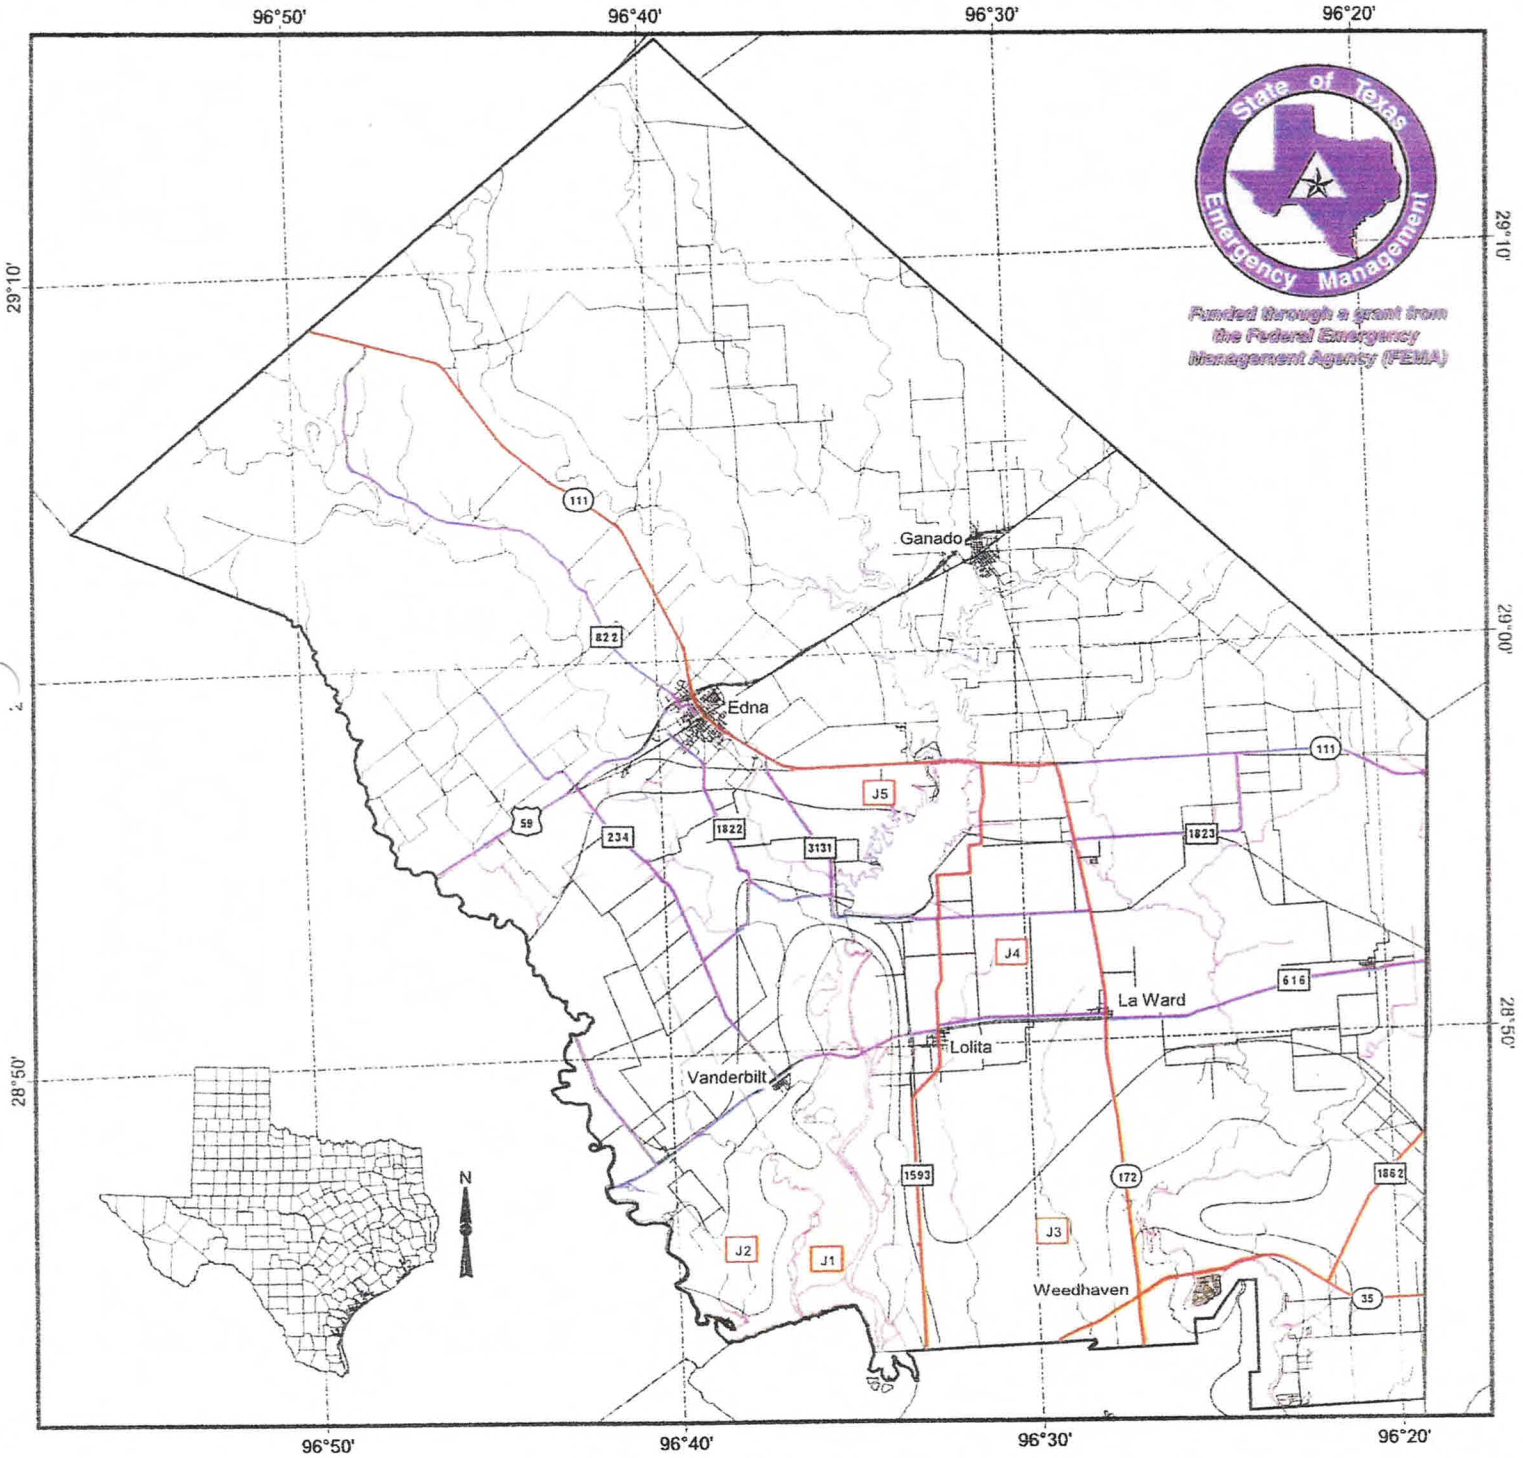 96°50'
96°40'
96°30'
96°20'
State of Texas
Emergency Management
Funded through a grant from
the Federal Emergency
Management Agency (FEMA)
29°10'
29°10'
111
Ganado
822
29°0'
Edna
111
J5
59
234
1822
3131
1823
J4
616
La Ward
Lolita
Vanderbilt
28°50'
28°50'
N
1593
172
1862
J2
J1
J3
Weedhaven
35
96°50'
96°40'
96°30'
96°20'